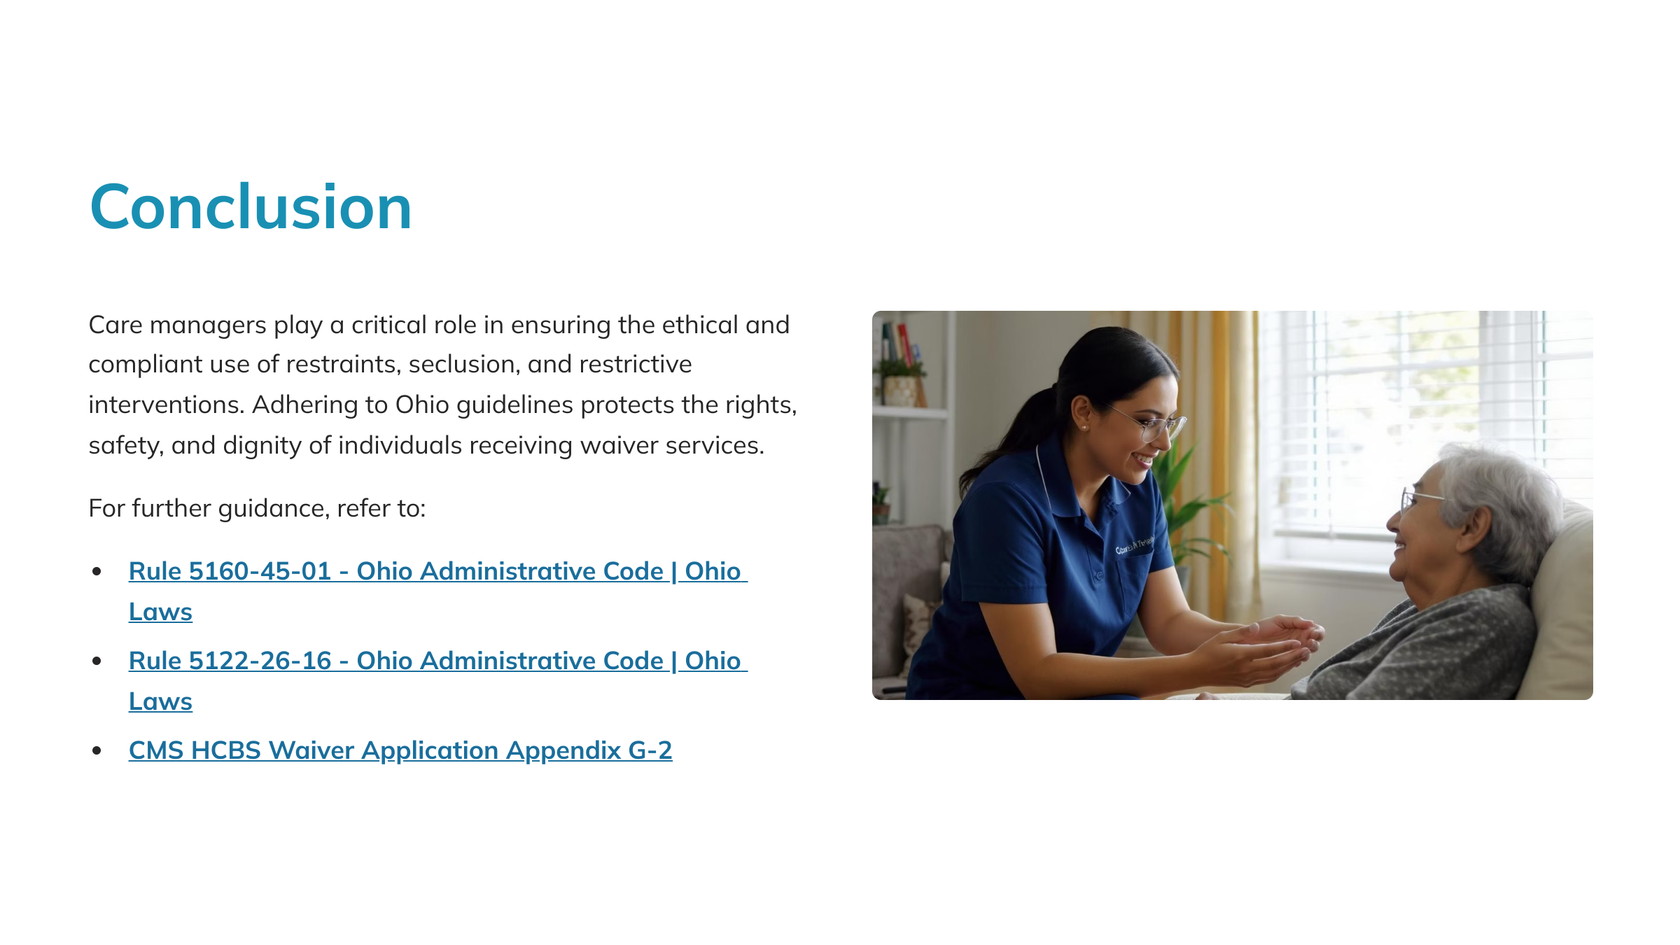 Conclusion
Care managers play a critical role in ensuring the ethical and
compliant use of restraints, seclusion, and restrictive
interventions. Adhering to Ohio guidelines protects the rights,
safety, and dignity of individuals receiving waiver services.
For further guidance, refer to:
• Rule 5160-45-01 - Ohio Administrative Code | Ohio
Laws
• Rule 5122-26-16 - Ohio Administrative Code | Ohio
Laws
• CMS HCBS Waiver Application Appendix G-2